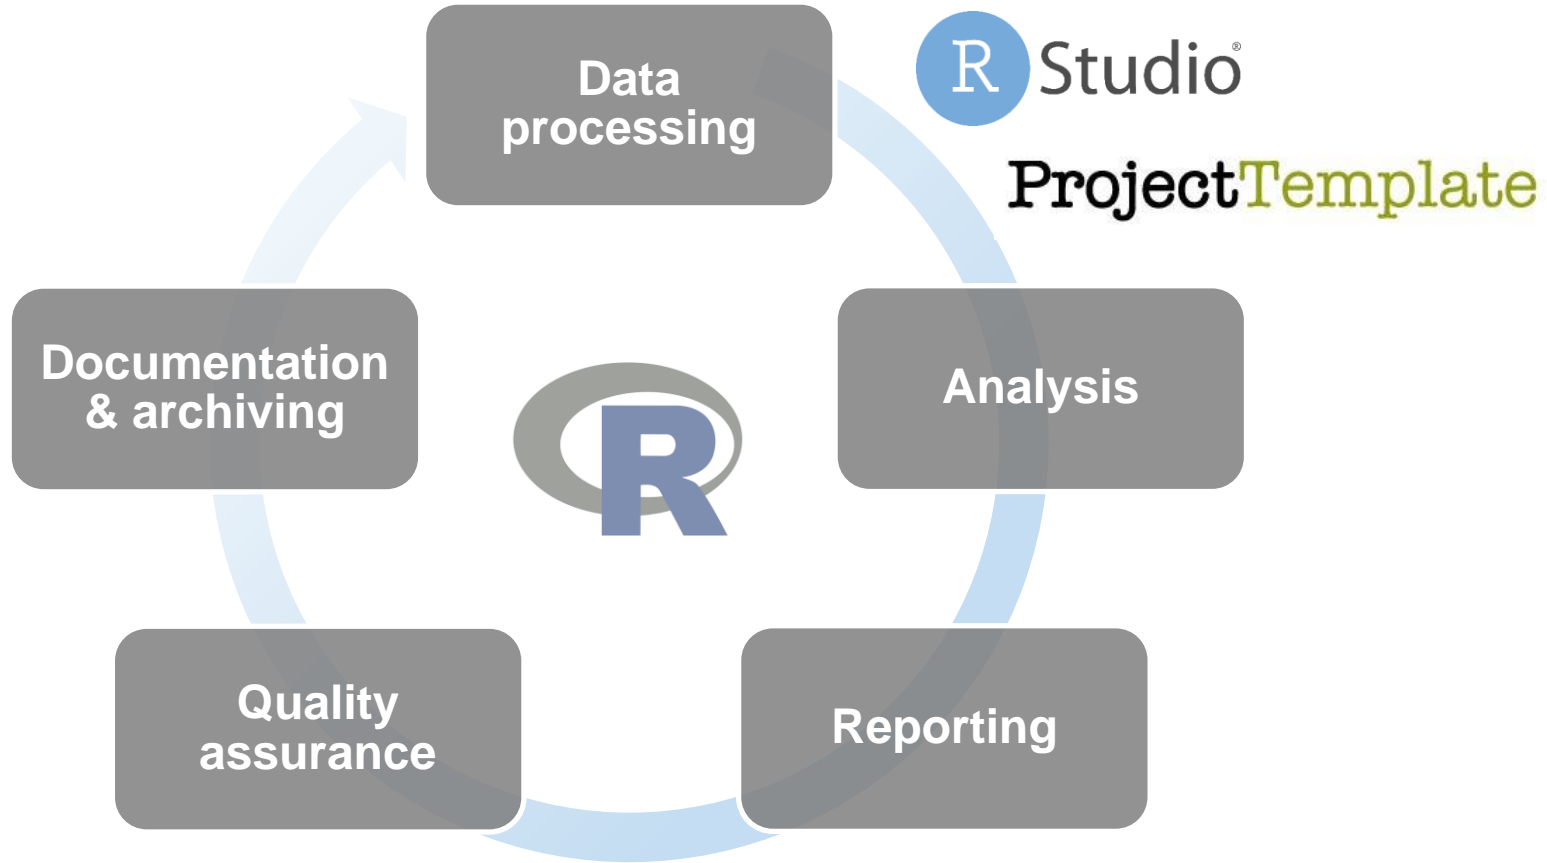 Data
processing
R Studio®
ProjectTemplate
Documentation
& archiving
R
Analysis
Quality
assurance
Reporting